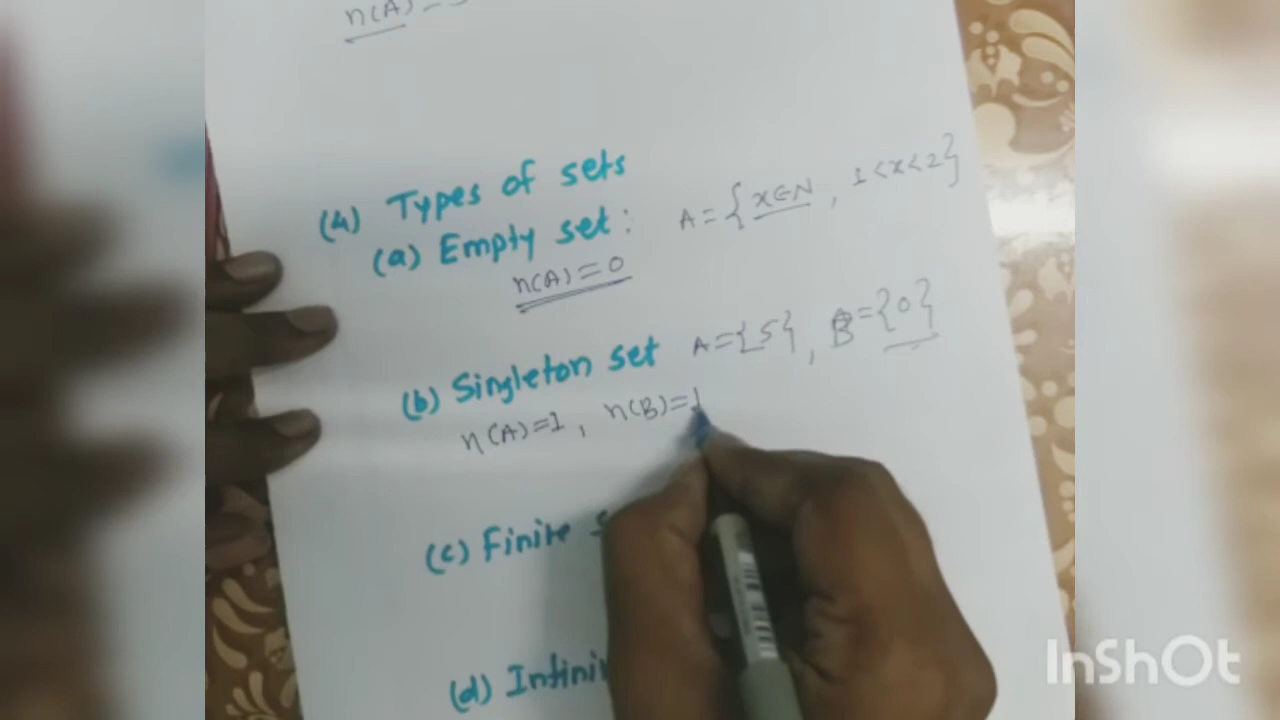 n(A)=
(4) Types of sets
(a) Empty set: A = {x∈N, 1<x<2}
n(A)=0
(b) Singleton set A={5}, B={0}
n(A)=1, n(B)=1
(c) Finite
(d) Infini
InShOt